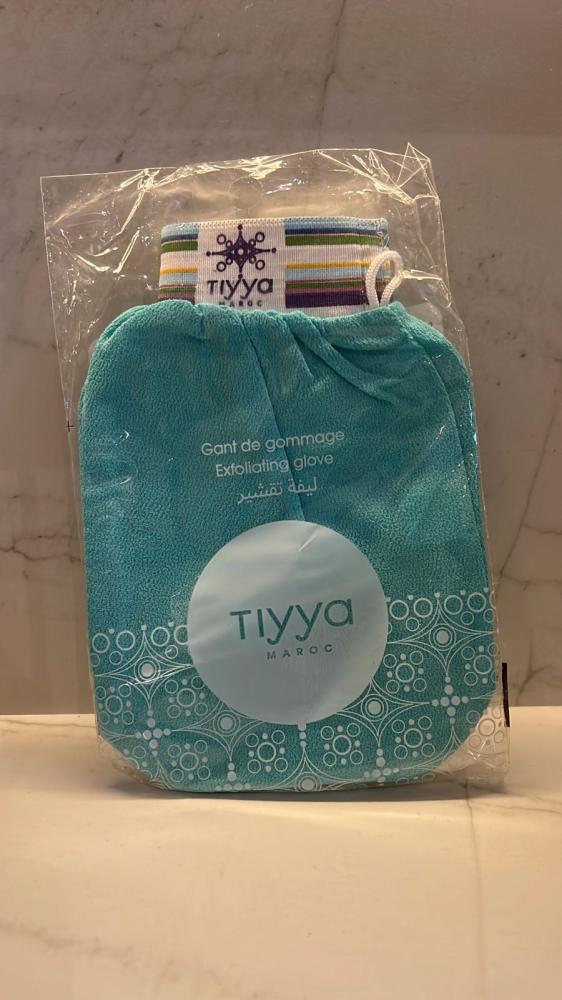 Tiyya
MAROC
Gant de gommage
Exfoliating glove
ليفة تقشير
Tiyya
MAROC